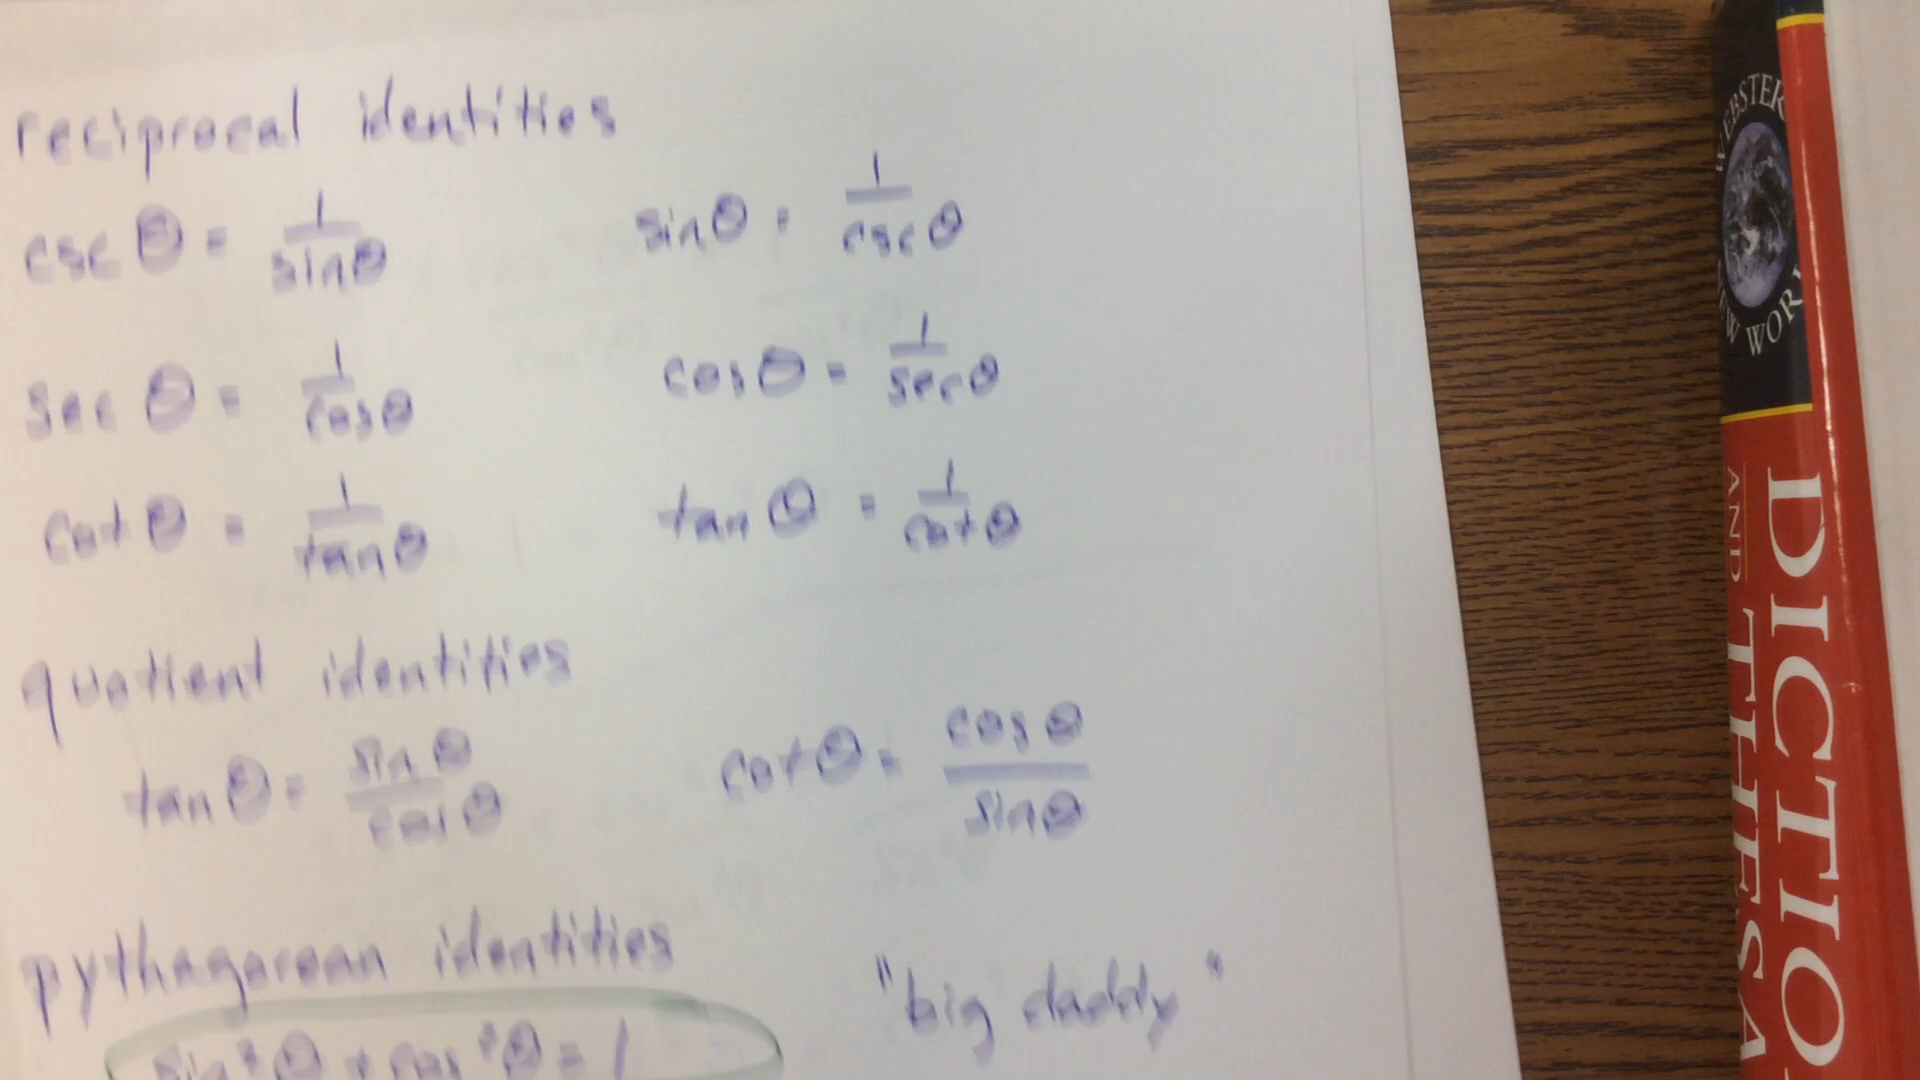 reciprocal identities
csc θ = 1/sin θ    sin θ = 1/csc θ
sec θ = 1/cos θ    cos θ = 1/sec θ
cot θ = 1/tan θ    tan θ = 1/cot θ
quotient identities
tan θ = sin θ/cos θ    cot θ = cos θ/sin θ
pythagorean identities    "big daddy"
sin²θ + cos²θ = 1
WEBSTER
NEW WORL
DICTIO
AND THESA